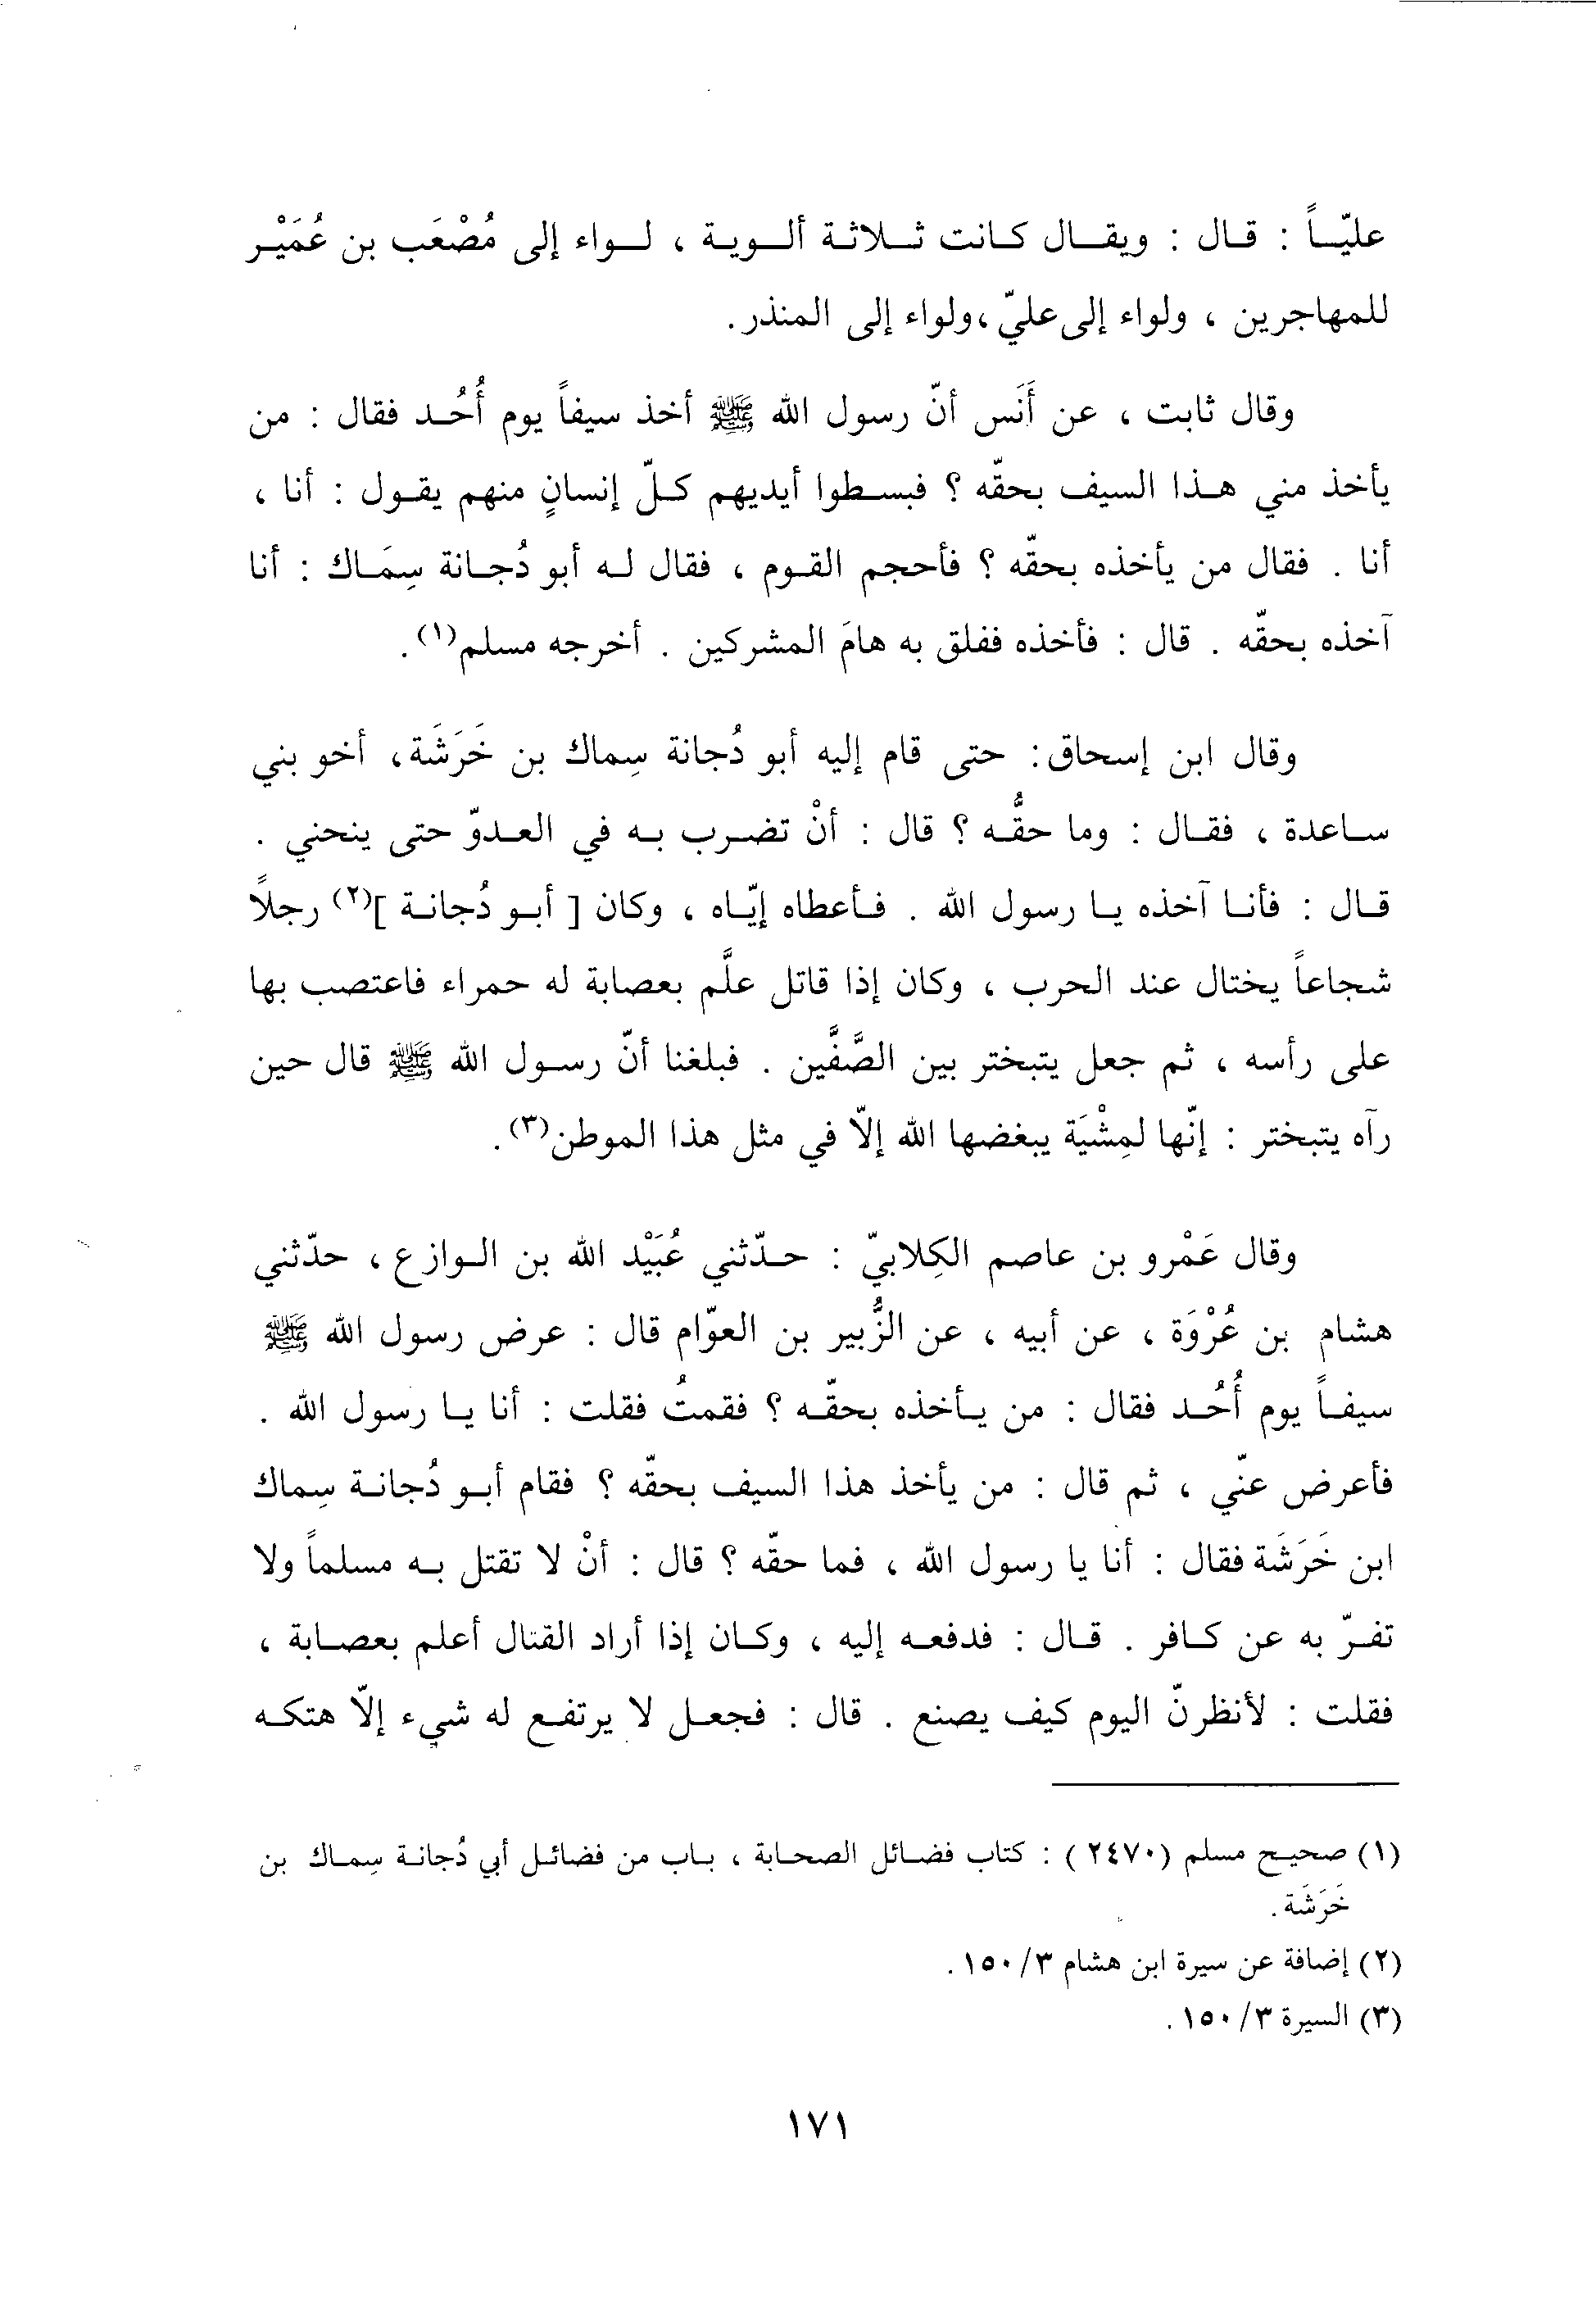 عليّاً : قال : ويقال كانت ثلاثة ألوية ، لواء إلى مُصْعَب بن عُمَيْر
للمهاجرين ، ولواء إلى عليّ ، ولواء إلى المنذر.
وقال ثابت ، عن أَنَس أنّ رسول الله ﷺ أخذ سيفاً يوم أُحُد فقال : من
يأخذ مني هذا السيف بحقّه ؟ فبسطوا أيديهم كلّ إنسانٍ منهم يقول : أنا ،
أنا . فقال من يأخذه بحقّه ؟ فأحجم القوم ، فقال له أبو دُجانة سِمَاك : أنا
آخذه بحقّه . قال : فأخذه ففلق به هامَ المشركين . أخرجه مسلم(١) .
وقال ابن إسحاق : حتى قام إليه أبو دُجانة سِماك بن خَرَشَة ، أخو بني
ساعدة ، فقال : وما حقُّه ؟ قال : أنْ تضرب به في العدوّ حتى ينحني .
قال : فأنا آخذه يا رسول الله . فأعطاه إيّاه ، وكان [ أبو دُجانة ](٢) رجلاً
شجاعاً يختال عند الحرب ، وكان إذا قاتل علَّم بعصابة له حمراء فاعتصب بها
على رأسه ، ثم جعل يتبختر بين الصَّفَّين . فبلغنا أنّ رسول الله ﷺ قال حين
رآه يتبختر : إنّها لمِشْيَة يبغضها الله إلاّ في مثل هذا الموطن(٣) .
وقال عَمْرو بن عاصم الكِلابيّ : حدّثني عُبَيْد الله بن الوازع ، حدّثني
هشام بن عُرْوَة ، عن أبيه ، عن الزُّبير بن العوّام قال : عرض رسول الله ﷺ
سيفاً يوم أُحُد فقال : من يأخذه بحقّه ؟ فقمتُ فقلت : أنا يا رسول الله .
فأعرض عنّي ، ثم قال : من يأخذ هذا السيف بحقّه ؟ فقام أبو دُجانة سِماك
ابن خَرَشَة فقال : أنا يا رسول الله ، فما حقّه ؟ قال : أنْ لا تقتل به مسلماً ولا
تفرّ به عن كافر . قال : فدفعه إليه ، وكان إذا أراد القتال أعلم بعصابة ،
فقلت : لأنظرنّ اليوم كيف يصنع . قال : فجعل لا يرتفع له شيء إلاّ هتكه
(١) صحيح مسلم (٢٤٧٠) : كتاب فضائل الصحابة ، باب من فضائل أبي دُجانة سِماك بن
خَرَشَة .
(٢) إضافة عن سيرة ابن هشام ٣/١٥٠ .
(٣) السيرة ٣/١٥٠ .
١٧١